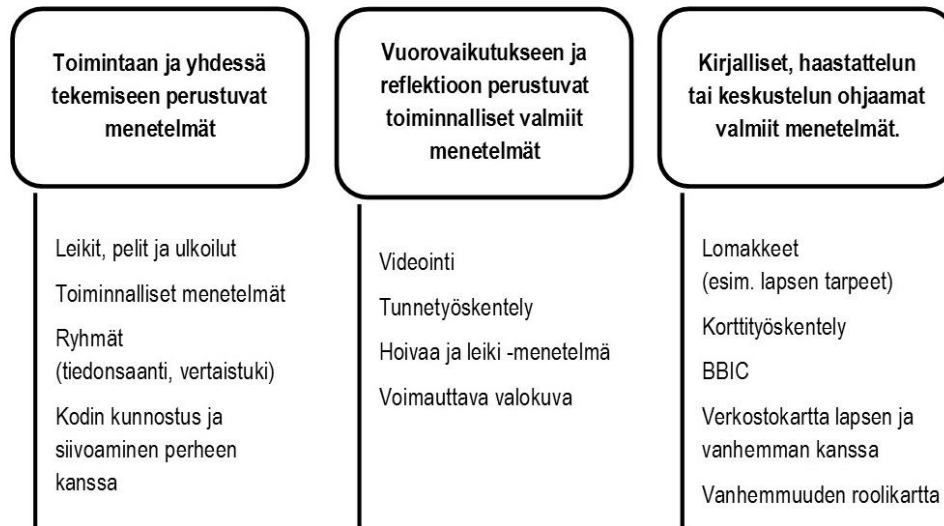 Toimintaan ja yhdessä
tekemiseen perustuvat
menetelmät
Leikit, pelit ja ulkoilut
Toiminnalliset menetelmät
Ryhmät
(tiedonsaanti, vertaistuki)
Kodin kunnostus ja
siivoaminen perheen
kanssa
Vuorovaikutukseen ja
reflektioon perustuvat
toiminnalliset valmiit
menetelmät
Videointi
Tunnetyöskentely
Hoivaa ja leiki -menetelmä
Voimauttava valokuva
Kirjalliset, haastattelun
tai keskustelun ohjaamat
valmiit menetelmät.
Lomakkeet
(esim. lapsen tarpeet)
Korttityöskentely
BBIC
Verkostokartta lapsen ja
vanhemman kanssa
Vanhemmuuden roolikartta